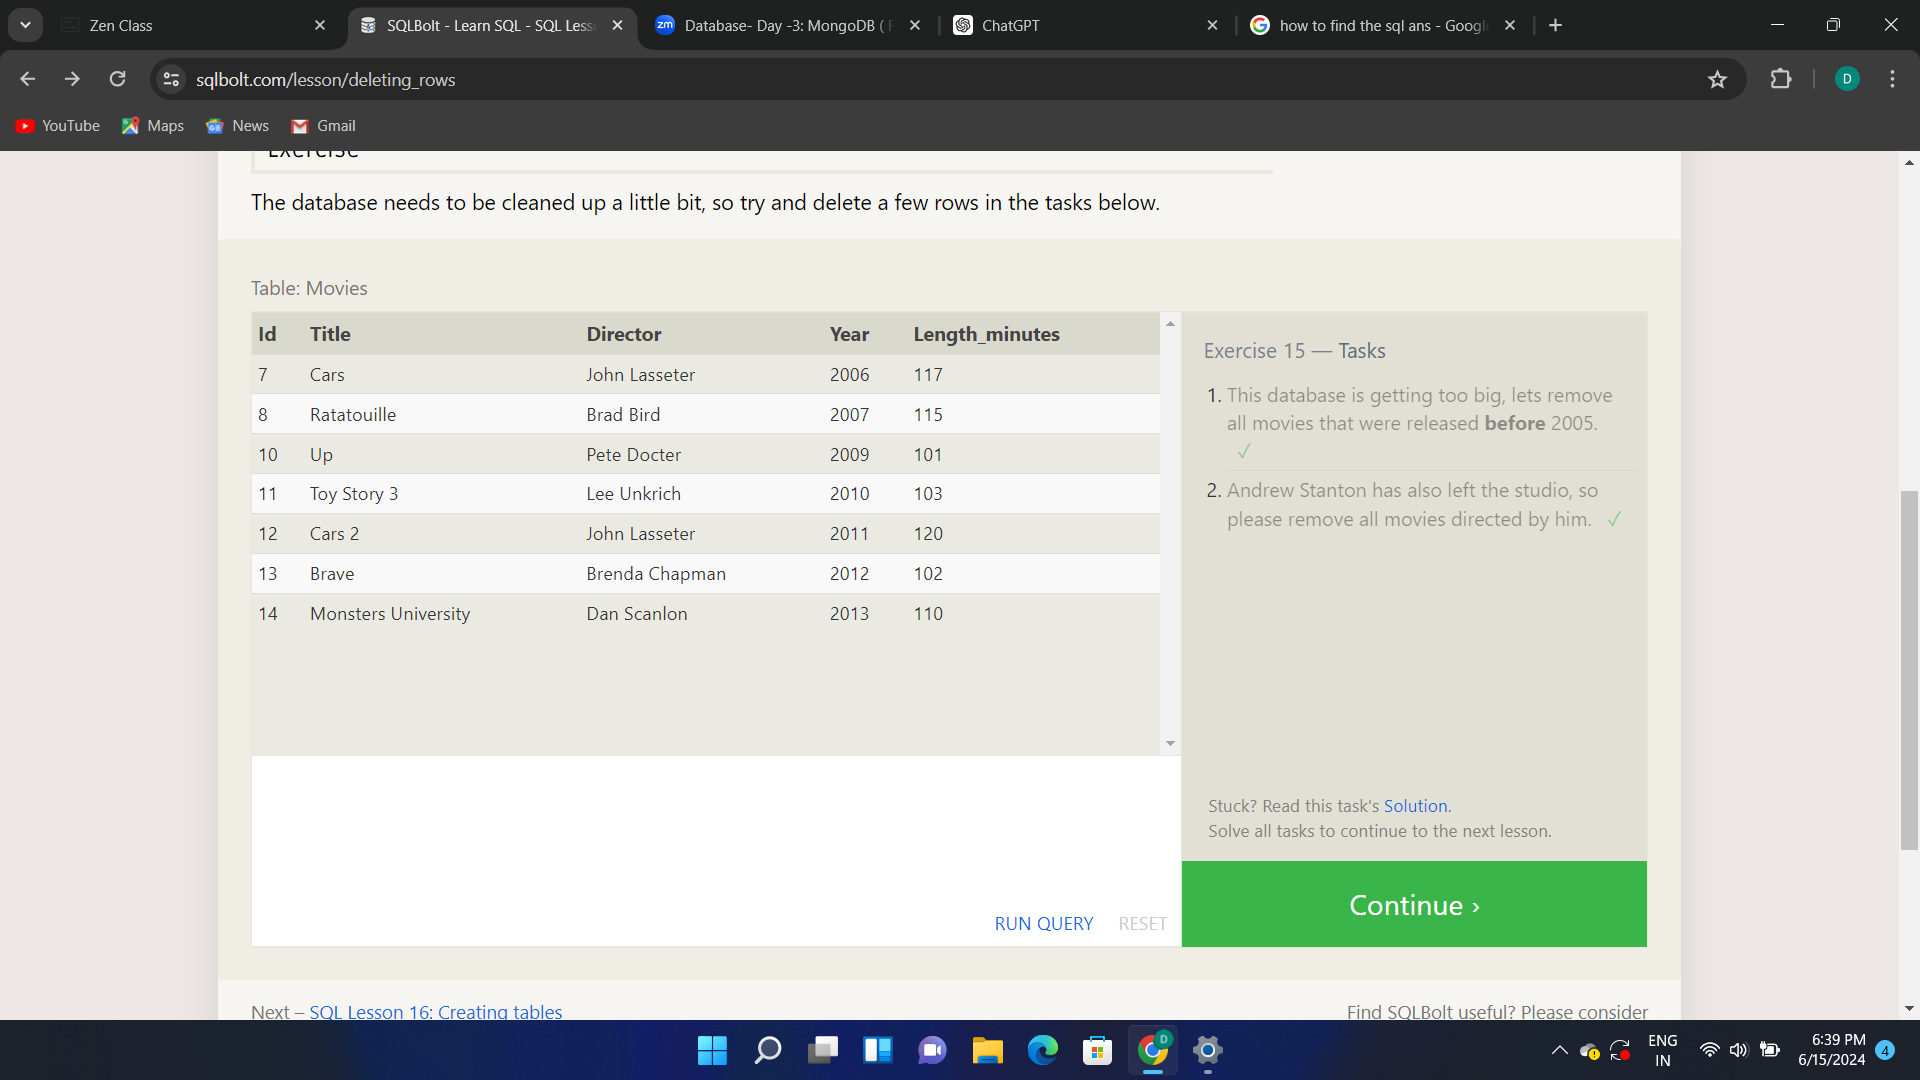 Zen Class
SQLBolt - Learn SQL - SQL Less
Database- Day -3: MongoDB (
ChatGPT
how to find the sql ans - Google
sqlbolt.com/lesson/deleting_rows
D
YouTube
Maps
News
Gmail
Exercise
The database needs to be cleaned up a little bit, so try and delete a few rows in the tasks below.
Table: Movies
Id Title Director Year Length_minutes
7 Cars John Lasseter 2006 117
8 Ratatouille Brad Bird 2007 115
10 Up Pete Docter 2009 101
11 Toy Story 3 Lee Unkrich 2010 103
12 Cars 2 John Lasseter 2011 120
13 Brave Brenda Chapman 2012 102
14 Monsters University Dan Scanlon 2013 110
RUN QUERY RESET
Exercise 15 — Tasks
1. This database is getting too big, lets remove
all movies that were released before 2005.
✓
2. Andrew Stanton has also left the studio, so
please remove all movies directed by him. ✓
Stuck? Read this task's Solution.
Solve all tasks to continue to the next lesson.
Continue ›
Next – SQL Lesson 16: Creating tables
Find SQLBolt useful? Please consider
ENG
IN
6:39 PM
6/15/2024
4